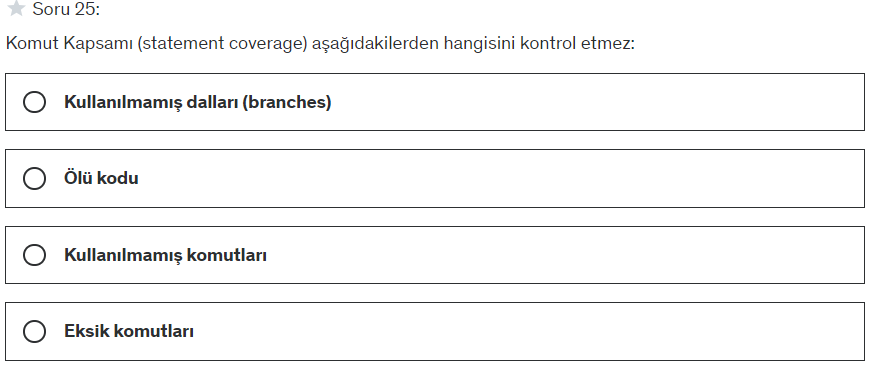 Soru 25:
Komut Kapsamı (statement coverage) aşağıdakilerden hangisini kontrol etmez:
Kullanılmamış dalları (branches)
Ölü kodu
Kullanılmamış komutları
Eksik komutları